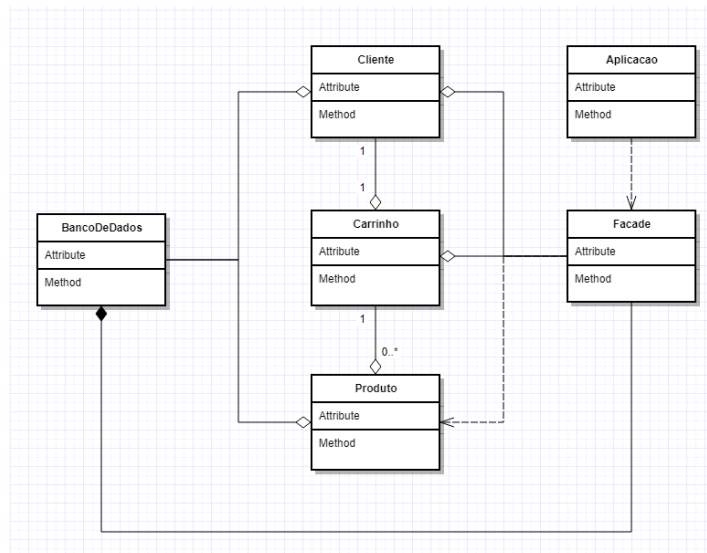 Cliente
Attribute
Method
Aplicacao
Attribute
Method
1
1
BancoDeDados
Attribute
Method
Carrinho
Attribute
Method
Facade
Attribute
Method
1
0..*
Produto
Attribute
Method